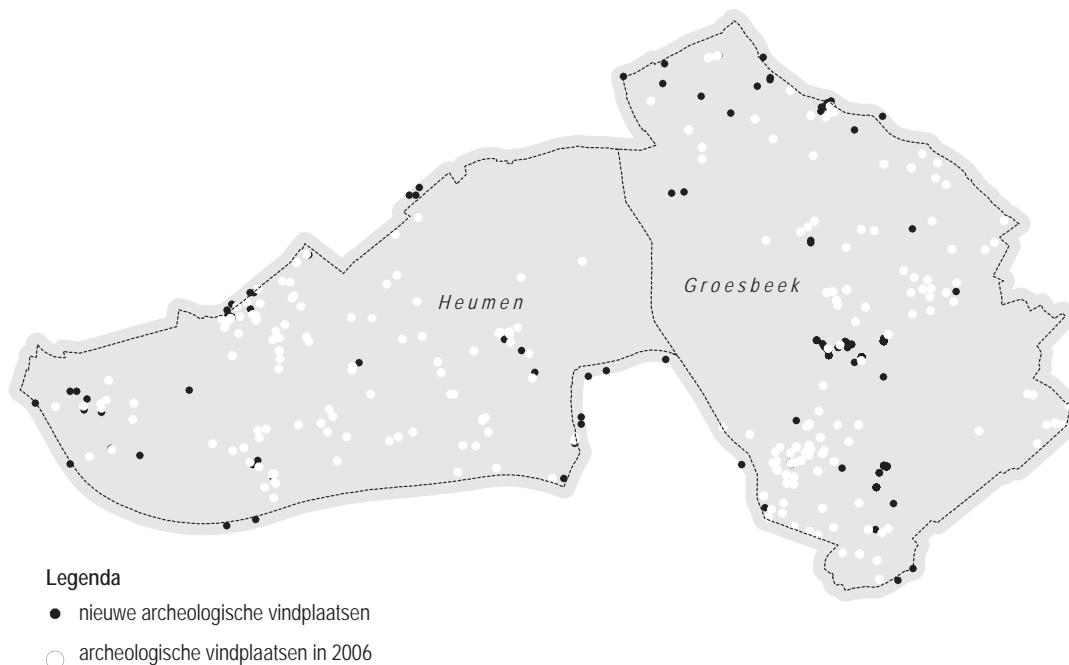 Heumen
Groesbeek
Legenda
nieuwe archeologische vindplaatsen
archeologische vindplaatsen in 2006